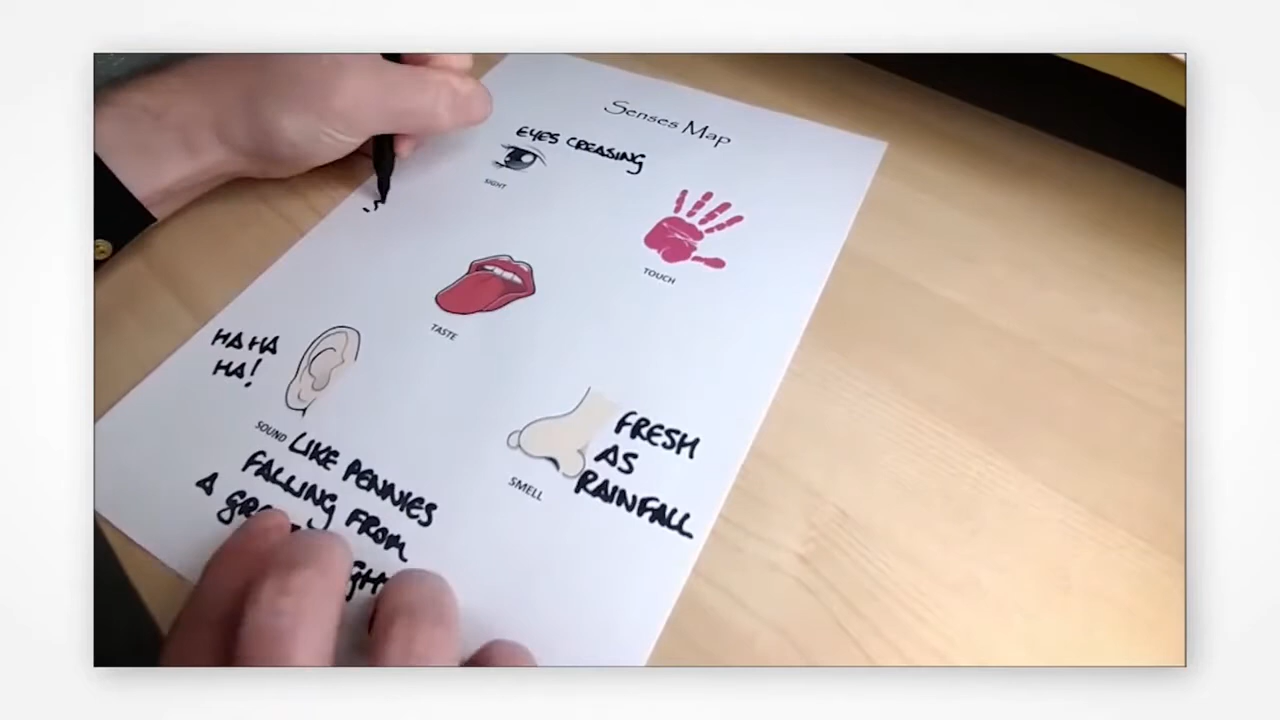 Senses Map
EYES CREASING
SIGHT
TOUCH
TASTE
HA HA
HA!
SOUND
LIKE PENNIES
FALLING FROM
A
FRESH
AS
RAINFALL
SMELL